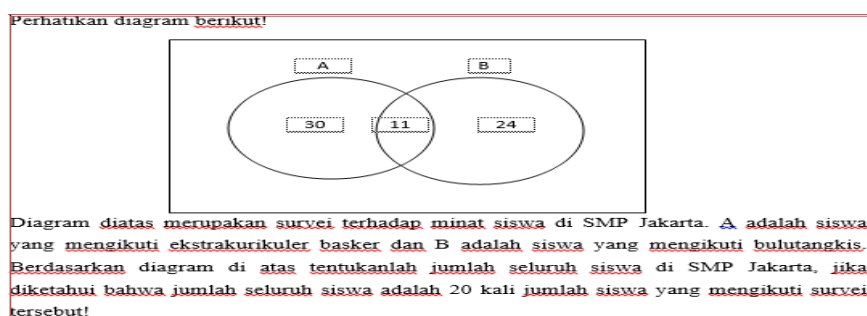 Perhatikan diagram berikut!
A B
30 11 24
Diagram diatas merupakan survei terhadap minat siswa di SMP Jakarta. A adalah siswa
yang mengikuti ekstrakurikuler basker dan B adalah siswa yang mengikuti bulutangkis.
Berdasarkan diagram di atas tentukanlah jumlah seluruh siswa di SMP Jakarta, jika
diketahui bahwa jumlah seluruh siswa adalah 20 kali jumlah siswa yang mengikuti survei
tersebut!